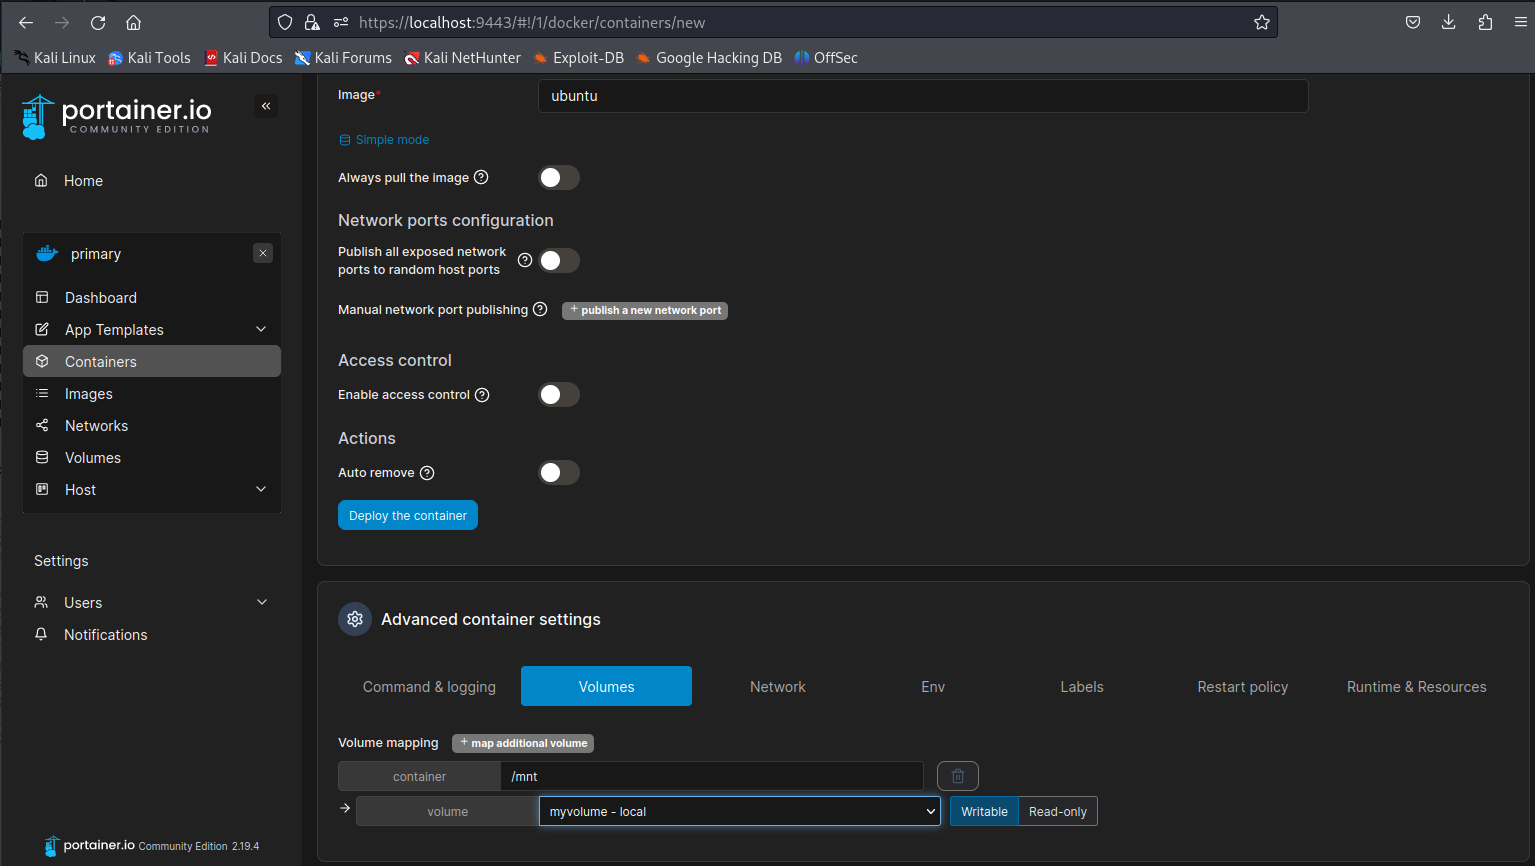 https://localhost:9443/#!/1/docker/containers/new
Kali Linux Kali Tools Kali Docs Kali Forums Kali NetHunter Exploit-DB Google Hacking DB OffSec
portainer.io
COMMUNITY EDITION
Home
primary
Dashboard
App Templates
Containers
Images
Networks
Volumes
Host
Settings
Users
Notifications
portainer.io Community Edition 2.19.4
Image* ubuntu
Simple mode
Always pull the image
Network ports configuration
Publish all exposed network
ports to random host ports
Manual network port publishing + publish a new network port
Access control
Enable access control
Actions
Auto remove
Deploy the container
Advanced container settings
Command & logging Volumes Network Env Labels Restart policy Runtime & Resources
Volume mapping + map additional volume
container /mnt
→ volume myvolume - local Writable Read-only